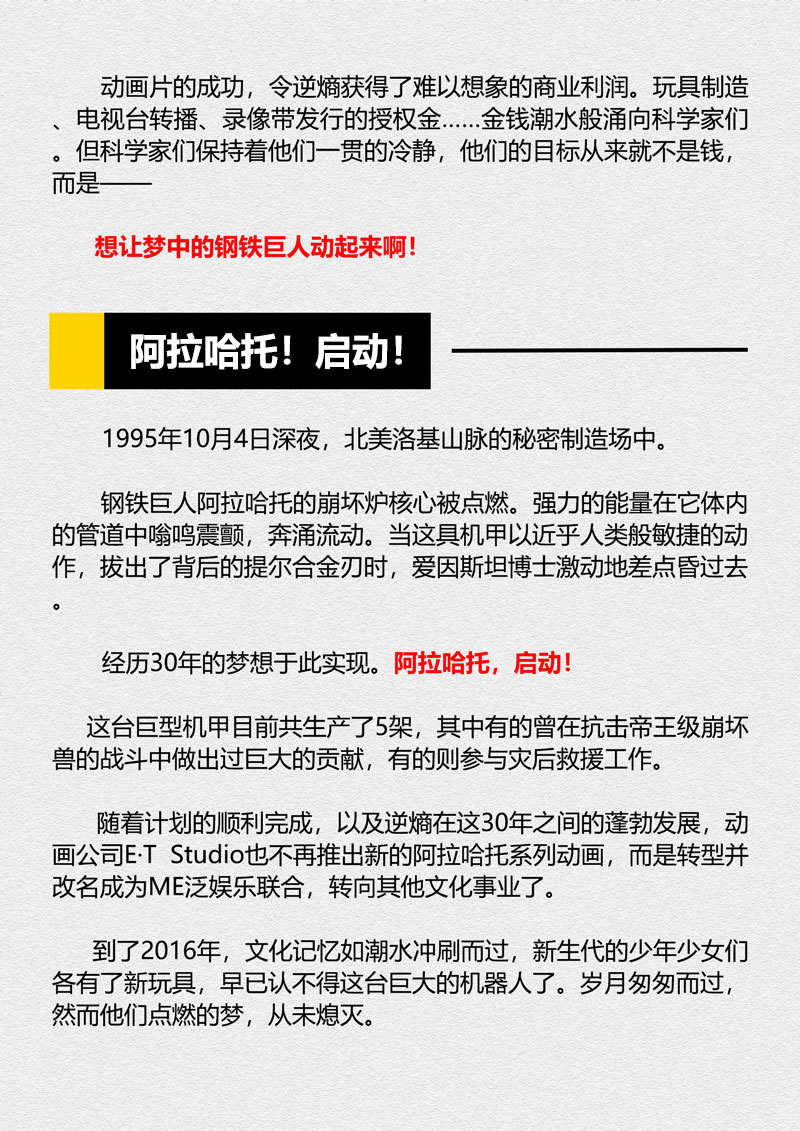 动画片的成功，令逆熵获得了难以想象的商业利润。玩具制造
、电视台转播、录像带发行的授权金......金钱潮水般涌向科学家们
。但科学家们保持着他们一贯的冷静，他们的目标从来就不是钱，
而是——
想让梦中的钢铁巨人动起来啊！
阿拉哈托！启动！
1995年10月4日深夜，北美洛基山脉的秘密制造场中。
钢铁巨人阿拉哈托的崩坏炉核心被点燃。强力的能量在它体内
的管道中嗡鸣震颤，奔涌流动。当这具机甲以近乎人类般敏捷的动
作，拔出了背后的提尔合金刃时，爱因斯坦博士激动地差点昏过去
。
经历30年的梦想于此实现。阿拉哈托，启动！
这台巨型机甲目前共生产了5架，其中有的曾在抗击帝王级崩坏
兽的战斗中做出过巨大的贡献，有的则参与灾后救援工作。
随着计划的顺利完成，以及逆熵在这30年之间的蓬勃发展，动
画公司E·T Studio也不再推出新的阿拉哈托系列动画，而是转型并
改名成为ME泛娱乐联合，转向其他文化事业了。
到了2016年，文化记忆如潮水冲刷而过，新生代的少年少女们
各有了新玩具，早已认不得这台巨大的机器人了。岁月匆匆而过，
然而他们点燃的梦，从未熄灭。